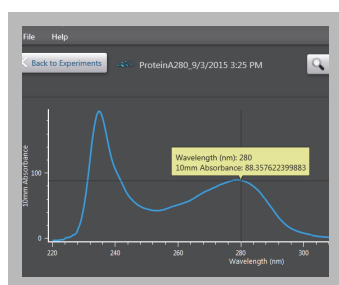 File Help
Back to Experiments ProteinA280_9/3/2015 3:25 PM
Wavelength (nm): 280
10mm Absorbance: 88.357622399883
10mm Absorbance
100
0
220 240 260 280 300
Wavelength (nm)